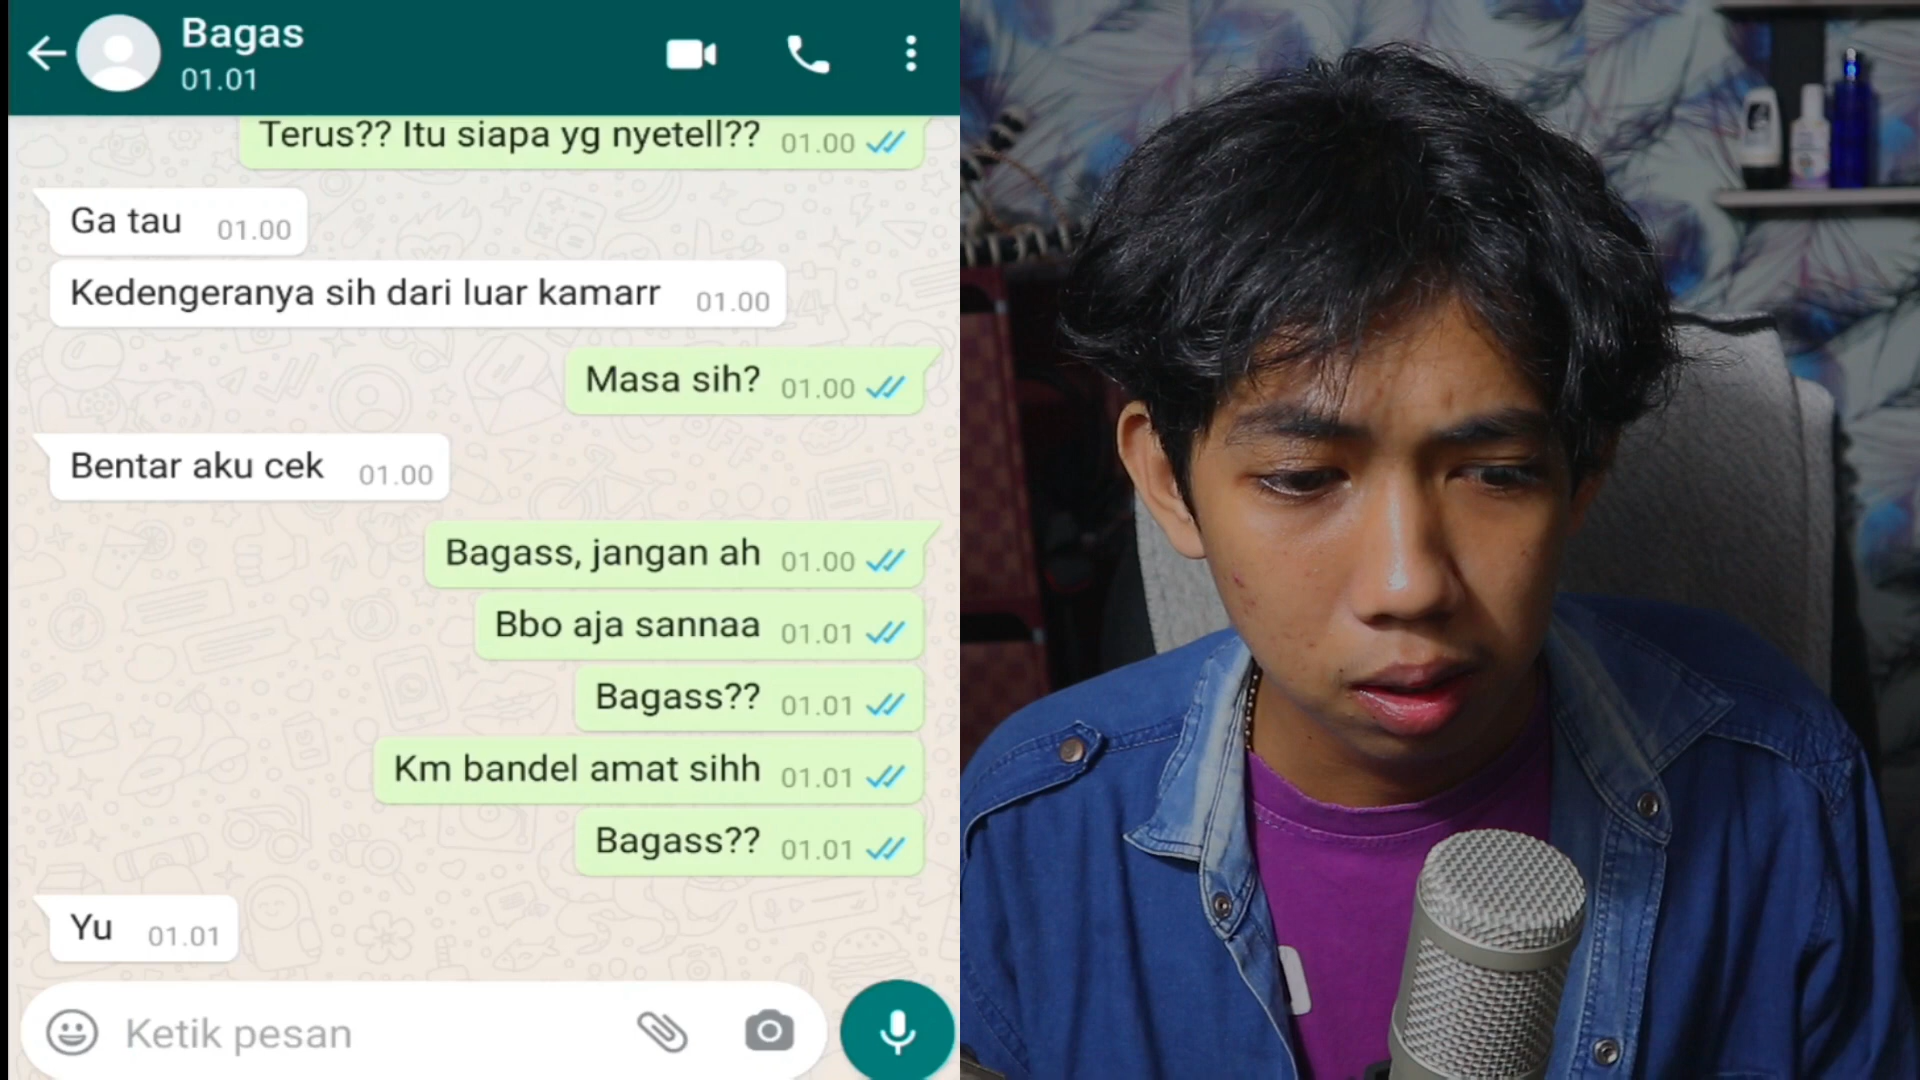 Bagas
01.01
Terus?? Itu siapa yg nyetell?? 01.00
Ga tau 01.00
Kedengeranya sih dari luar kamarr 01.00
Masa sih? 01.00
Bentar aku cek 01.00
Bagass, jangan ah 01.00
Bbo aja sannaa 01.01
Bagass?? 01.01
Km bandel amat sihh 01.01
Bagass?? 01.01
Yu 01.01
Ketik pesan